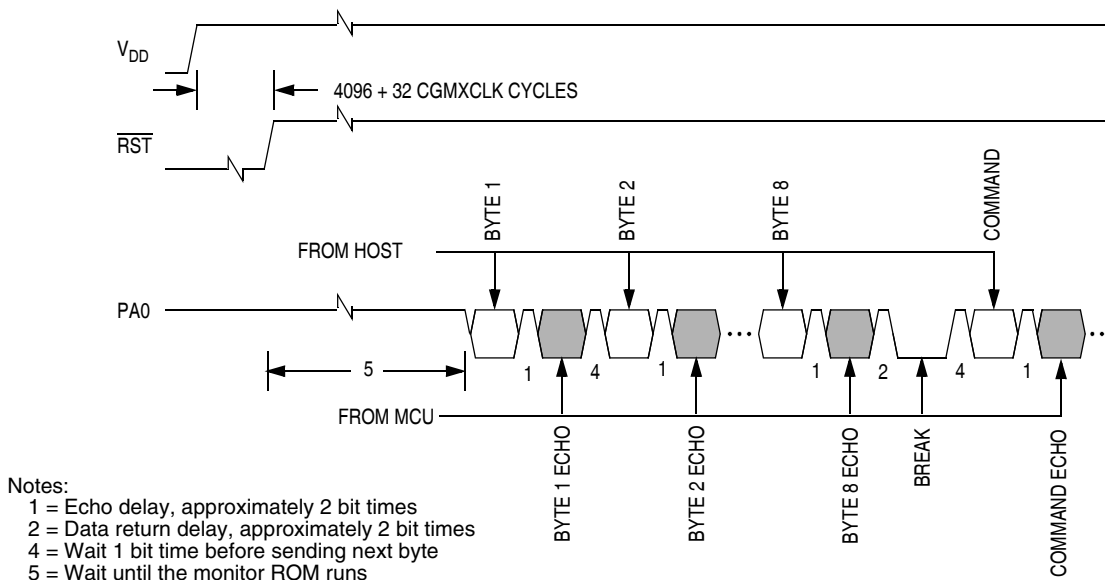 VDD
4096 + 32 CGMXCLK CYCLES
RST
BYTE 1
BYTE 2
BYTE 8
COMMAND
FROM HOST
PA0
5
1
4
1
1
2
4
1
FROM MCU
BYTE 1 ECHO
BYTE 2 ECHO
BYTE 8 ECHO
BREAK
COMMAND ECHO
Notes:
1 = Echo delay, approximately 2 bit times
2 = Data return delay, approximately 2 bit times
4 = Wait 1 bit time before sending next byte
5 = Wait until the monitor ROM runs